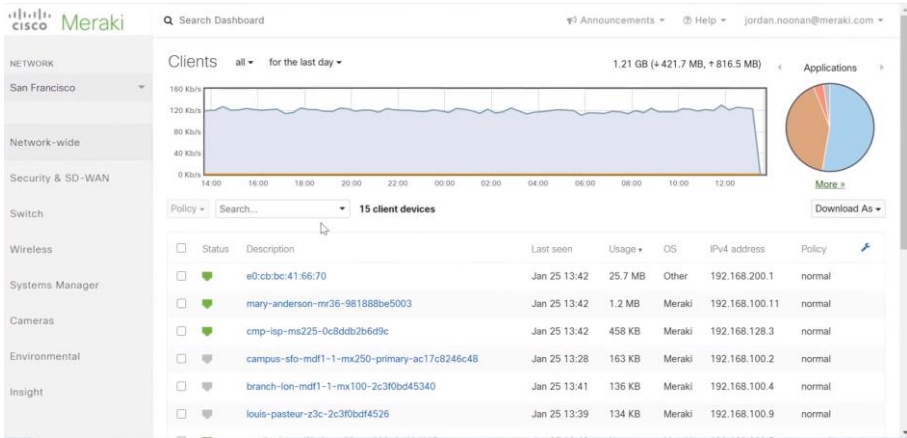 cisco Meraki
Search Dashboard
Announcements
Help
jordan.noonan@meraki.com
NETWORK
San Francisco
Network-wide
Security & SD-WAN
Switch
Wireless
Systems Manager
Cameras
Environmental
Insight
Clients all for the last day
1.21 GB (↓ 421.7 MB, ↑ 816.5 MB)
Applications
160 Kb/s
120 Kb/s
80 Kb/s
40 Kb/s
0 Kb/s
14:00 16:00 18:00 20:00 22:00 00:00 02:00 04:00 06:00 08:00 10:00 12:00
More »
Policy Search... 15 client devices Download As
Status Description Last seen Usage OS IPv4 address Policy
e0:cb:bc:41:66:70 Jan 25 13:42 25.7 MB Other 192.168.200.1 normal
mary-anderson-mr36-981888be5003 Jan 25 13:42 1.2 MB Meraki 192.168.100.11 normal
cmp-isp-ms225-0c8ddb2b6d9c Jan 25 13:42 458 KB Meraki 192.168.128.3 normal
campus-sfo-mdf1-1-mx250-primary-ac17c8246c48 Jan 25 13:28 163 KB Meraki 192.168.100.2 normal
branch-lon-mdf1-1-mx100-2c3f0bd45340 Jan 25 13:41 136 KB Meraki 192.168.100.4 normal
louis-pasteur-z3c-2c3f0bdf4526 Jan 25 13:39 134 KB Meraki 192.168.100.9 normal